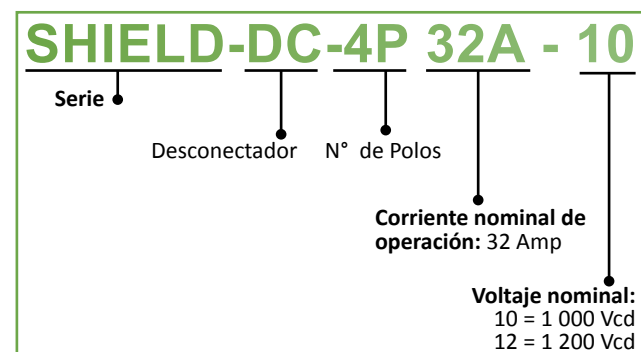 SHIELD-DC-4P 32A - 10
Serie
Desconectador N° de Polos
Corriente nominal de
operación: 32 Amp
Voltaje nominal:
10 = 1 000 Vcd
12 = 1 200 Vcd